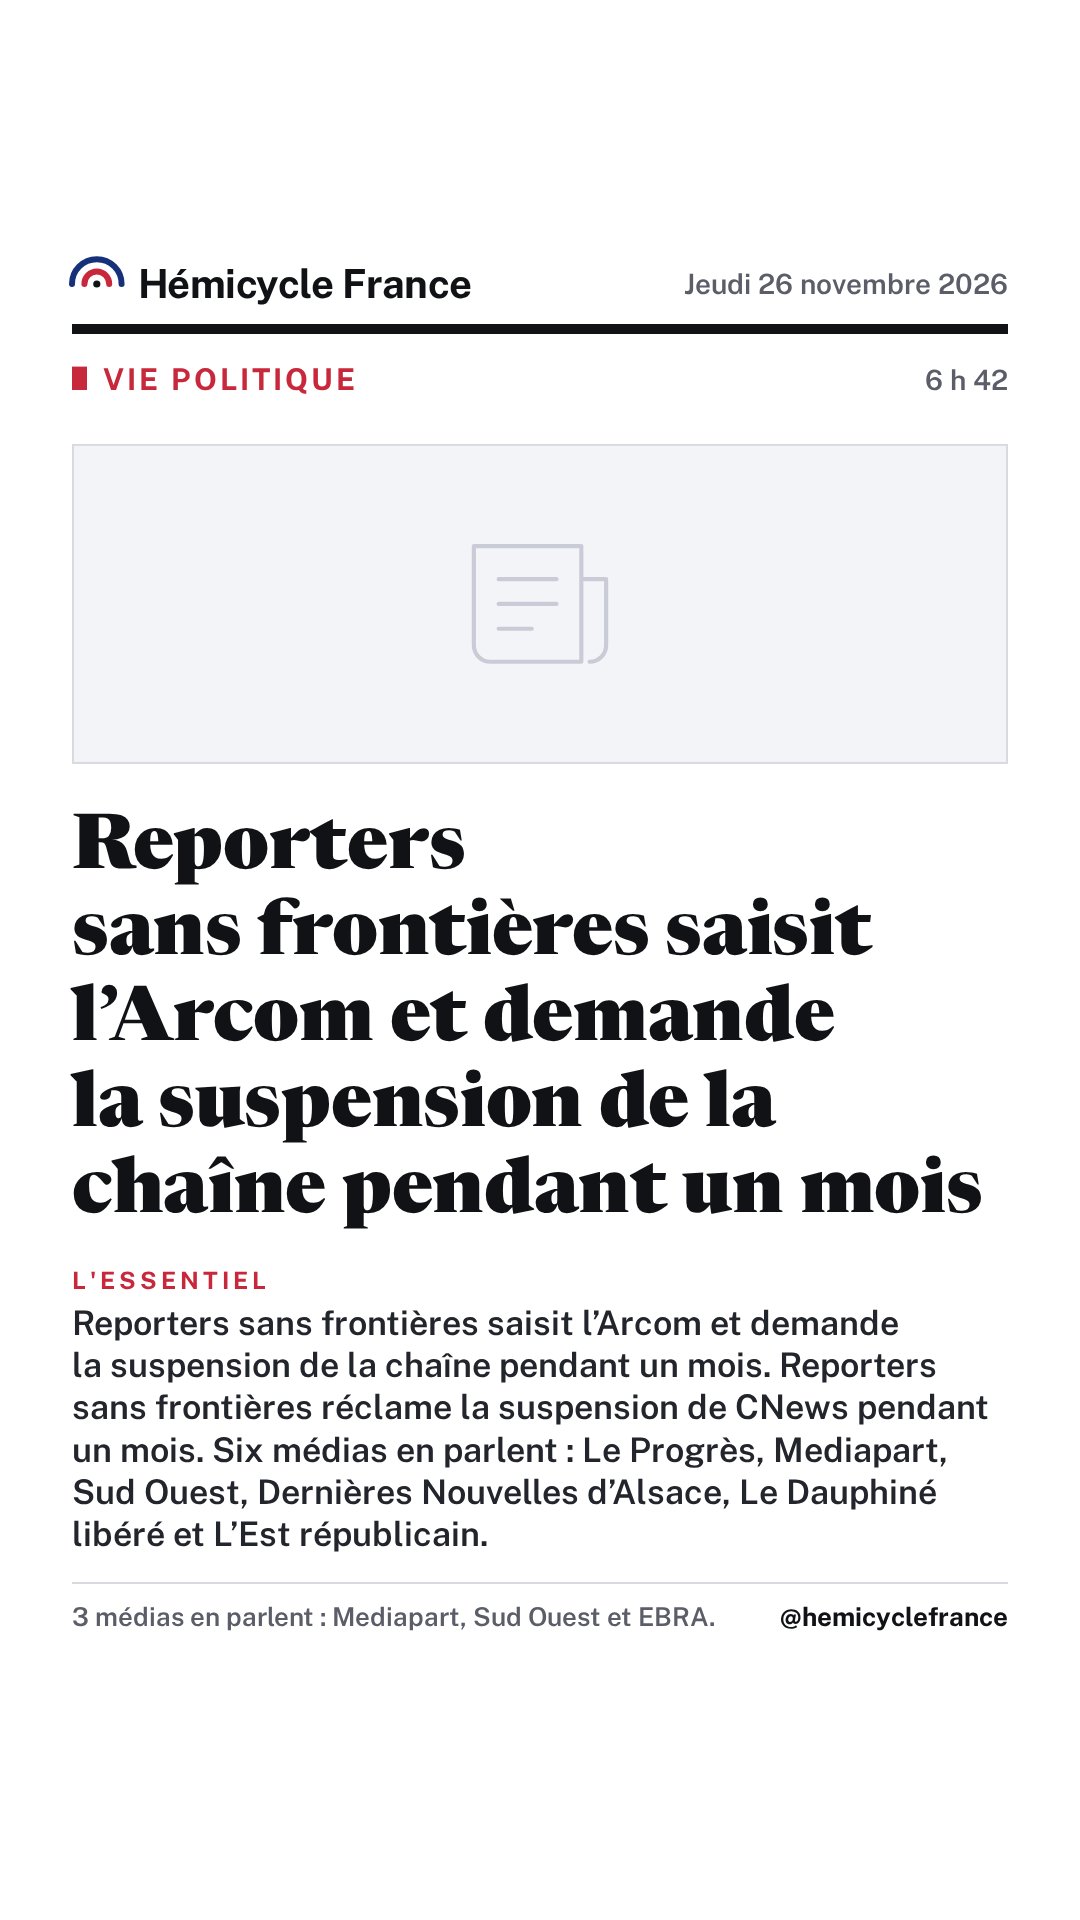 Hémicycle France
Jeudi 26 novembre 2026
VIE POLITIQUE
6 h 42
Reporters
sans frontières saisit
l’Arcom et demande
la suspension de la
chaîne pendant un mois
L'ESSENTIEL
Reporters sans frontières saisit l’Arcom et demande
la suspension de la chaîne pendant un mois. Reporters
sans frontières réclame la suspension de CNews pendant
un mois. Six médias en parlent : Le Progrès, Mediapart,
Sud Ouest, Dernières Nouvelles d’Alsace, Le Dauphiné
libéré et L’Est républicain.
3 médias en parlent : Mediapart, Sud Ouest et EBRA.
@hemicyclefrance